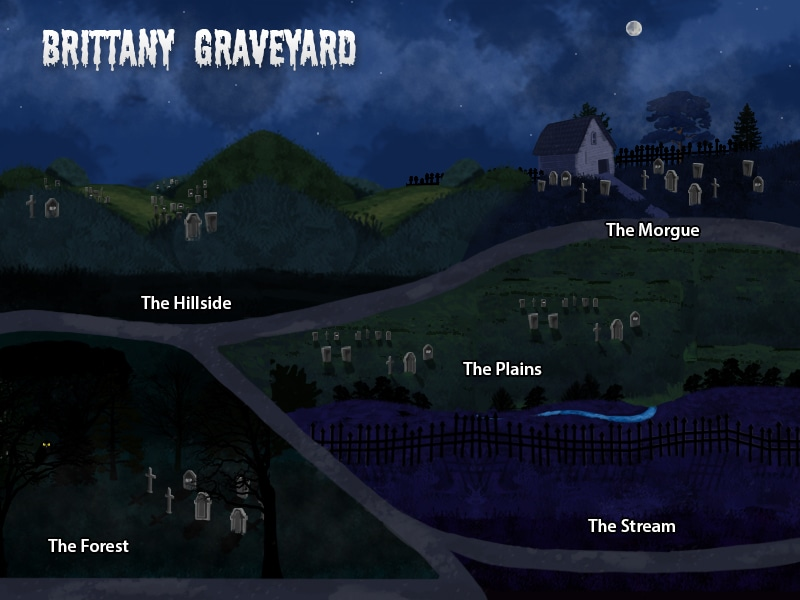 BRITTANY GRAVEYARD
The Morgue
The Hillside
The Plains
The Stream
The Forest